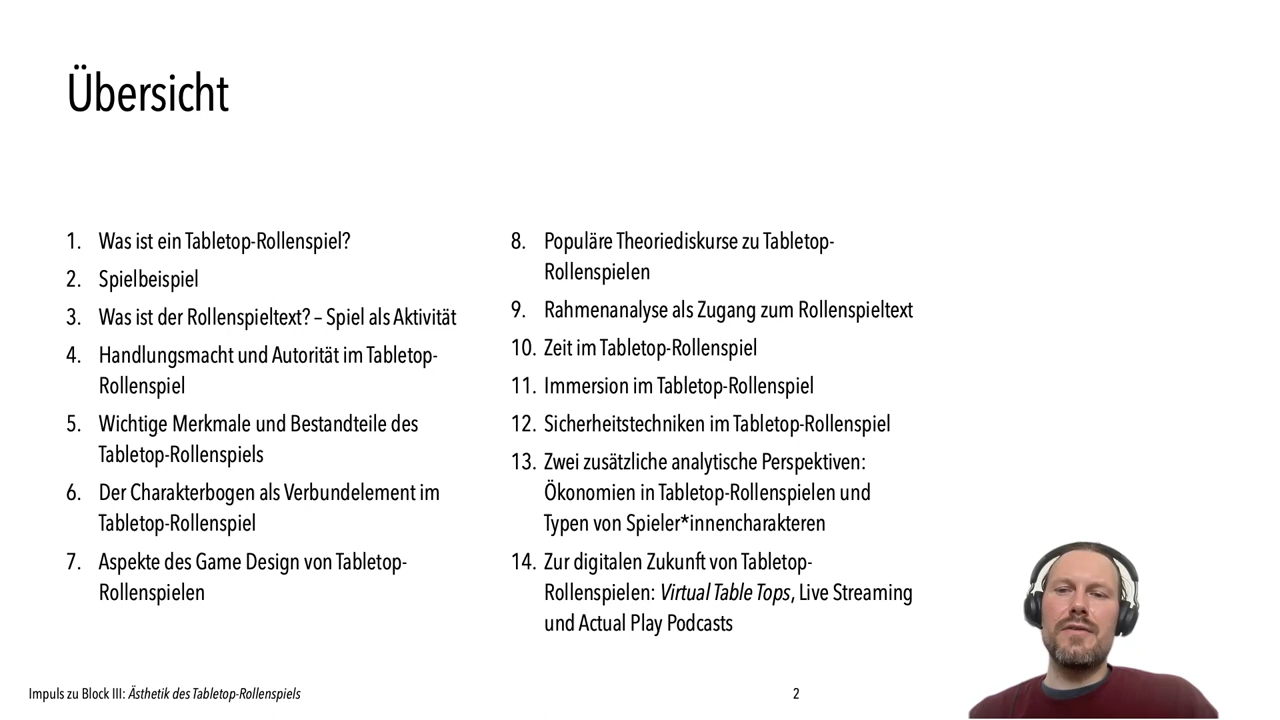 Übersicht
1. Was ist ein Tabletop-Rollenspiel?
2. Spielbeispiel
3. Was ist der Rollenspieltext? – Spiel als Aktivität
4. Handlungsmacht und Autorität im Tabletop-
Rollenspiel
5. Wichtige Merkmale und Bestandteile des
Tabletop-Rollenspiels
6. Der Charakterbogen als Verbundelement im
Tabletop-Rollenspiel
7. Aspekte des Game Design von Tabletop-
Rollenspielen
8. Populäre Theoriediskurse zu Tabletop-
Rollenspielen
9. Rahmenanalyse als Zugang zum Rollenspieltext
10. Zeit im Tabletop-Rollenspiel
11. Immersion im Tabletop-Rollenspiel
12. Sicherheitstechniken im Tabletop-Rollenspiel
13. Zwei zusätzliche analytische Perspektiven:
Ökonomien in Tabletop-Rollenspielen und
Typen von Spieler*innencharakteren
14. Zur digitalen Zukunft von Tabletop-
Rollenspielen: Virtual Table Tops, Live Streaming
und Actual Play Podcasts
Impuls zu Block III: Ästhetik des Tabletop-Rollenspiels
2